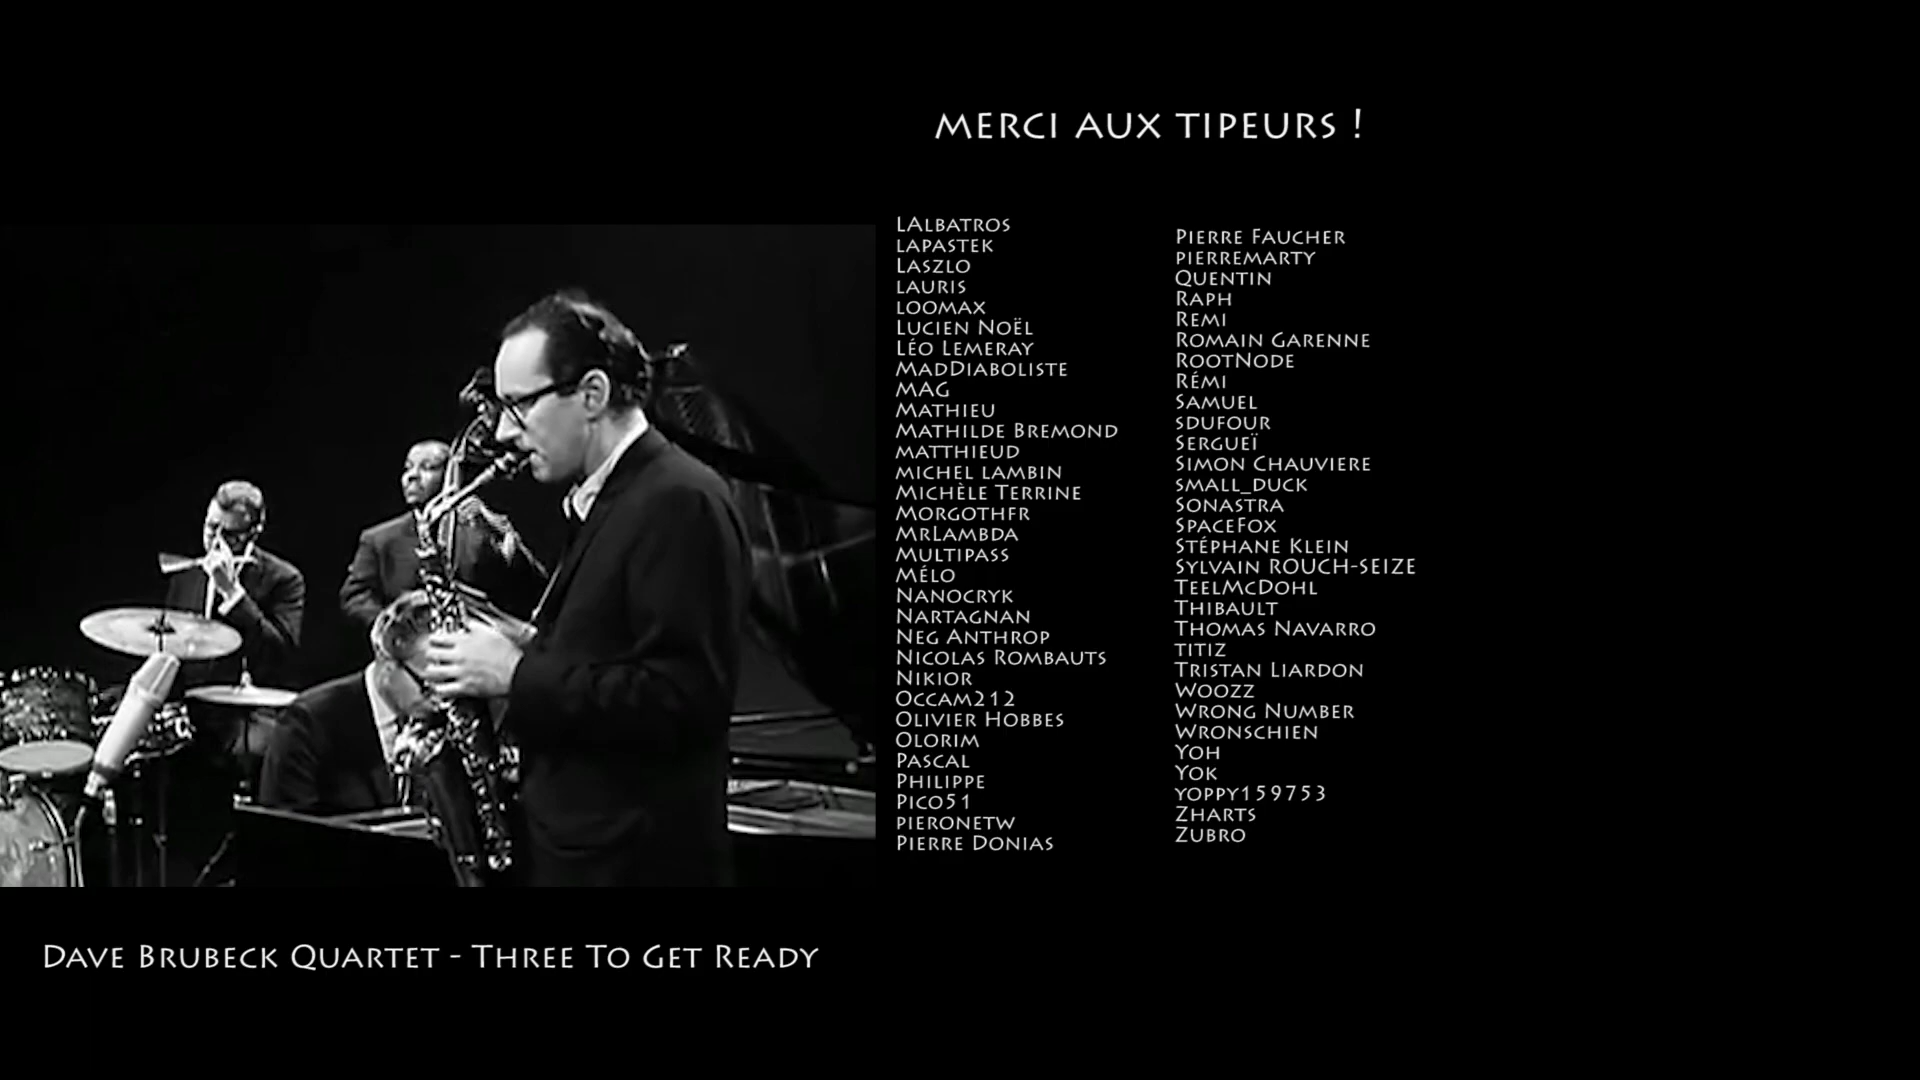 MERCI AUX TIPEURS !
LALBATROS
LAPASTEK
LASZLO
LAURIS
LOOMAX
LUCIEN NOËL
LÉO LEMERAY
MADDIABOLISTE
MAG
MATHIEU
MATHILDE BREMOND
MATTHIEUD
MICHEL LAMBIN
MICHÈLE TERRINE
MORGOTHFR
MRLAMBDA
MULTIPASS
MÉLO
NANOCRYK
NARTAGNAN
NEG ANTHROP
NICOLAS ROMBAUTS
NIKIOR
OCCAM212
OLIVIER HOBBES
OLORIM
PASCAL
PHILIPPE
PICO51
PIERONETW
PIERRE DONIAS
PIERRE FAUCHER
PIERREMARTY
QUENTIN
RAPH
REMI
ROMAIN GARENNE
ROOTNODE
RÉMI
SAMUEL
SDUFOUR
SERGUEÏ
SIMON CHAUVIERE
SMALL_DUCK
SONASTRA
SPACEFOX
STÉPHANE KLEIN
SYLVAIN ROUCH-SEIZE
TEELMCDOHL
THIBAULT
THOMAS NAVARRO
TITIZ
TRISTAN LIARDON
WOOZZ
WRONG NUMBER
WRONSCHIEN
YOH
YOK
YOPPY159753
ZHARTS
ZUBRO
DAVE BRUBECK QUARTET - THREE TO GET READY